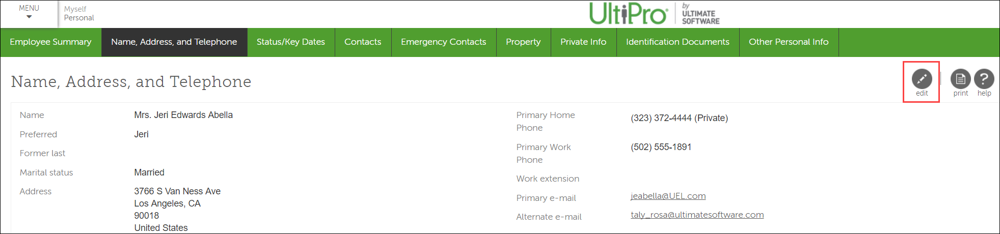 MENU
Myself
Personal
UltiPro® by
ULTIMATE
SOFTWARE
Employee Summary Name, Address, and Telephone Status/Key Dates Contacts Emergency Contacts Property Private Info Identification Documents Other Personal Info
Name, Address, and Telephone
edit print ? help
Name Mrs. Jeri Edwards Abella
Preferred Jeri
Former last
Marital status Married
Address 3766 S Van Ness Ave
Los Angeles, CA
90018
United States
Primary Home
Phone (323) 372-4444 (Private)
Primary Work
Phone (502) 555-1891
Work extension
Primary e-mail jeabella@UEL.com
Alternate e-mail taly_rosa@ultimatesoftware.com